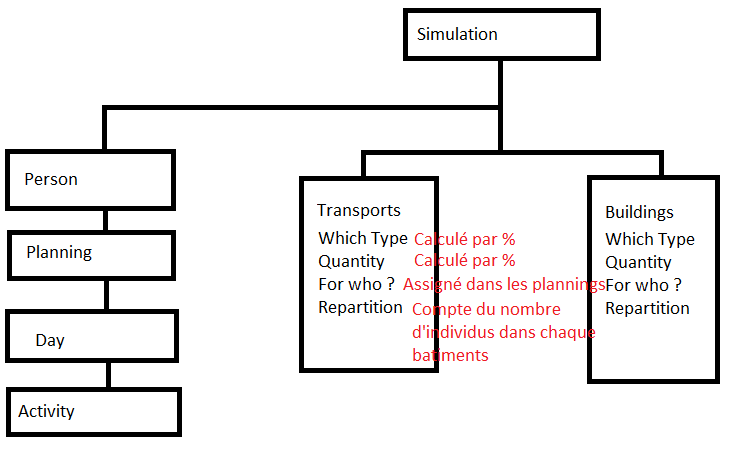 Simulation
Person
Planning
Day
Activity
Transports
Which Type Calculé par %
Quantity Calculé par %
For who ? Assigné dans les plannings
Repartition Compte du nombre
d'individus dans chaque
batiments
Buildings
Which Type
Quantity
For who ?
Repartition